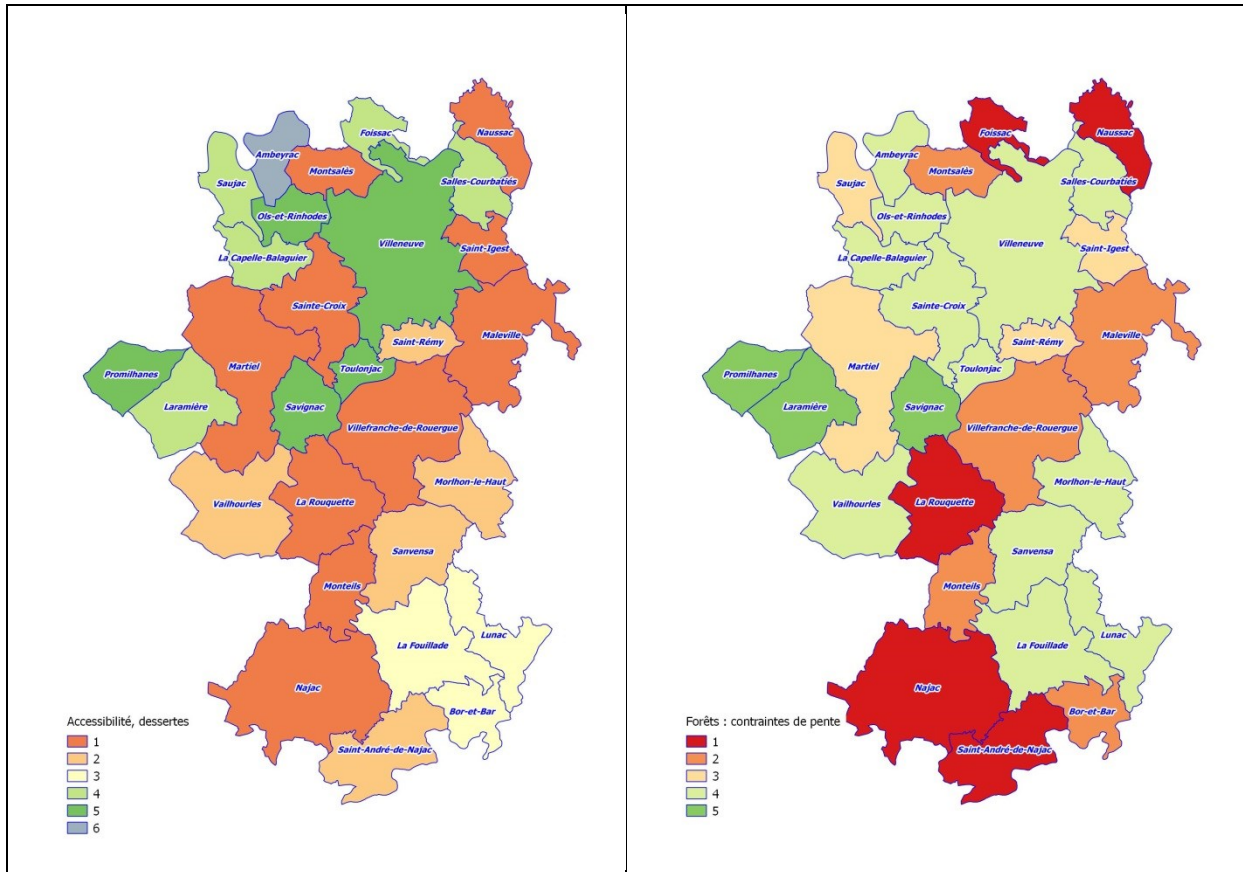 Naussac
Foissac
Ambeyrac
Montsalès
Saujac
Salles-Courbatiés
Ols-et-Rinhodes
Villeneuve
Saint-Igest
La Capelle-Balaguier
Sainte-Croix
Maleville
Saint-Rémy
Martiel
Toulonjac
Promilhanes
Laramière
Savignac
Villefranche-de-Rouergue
Morlhon-le-Haut
Vailhourles
La Rouquette
Sanvensa
Monteils
Lunac
La Fouillade
Najac
Bor-et-Bar
Saint-André-de-Najac
Accessibilité, dessertes
1
2
3
4
5
6
Foissac
Naussac
Ambeyrac
Montsalès
Saujac
Salles-Courbatiés
Ols-et-Rinhodes
Villeneuve
Saint-Igest
La Capelle-Balaguier
Sainte-Croix
Maleville
Saint-Rémy
Martiel
Toulonjac
Promilhanes
Laramière
Savignac
Villefranche-de-Rouergue
Morlhon-le-Haut
Vailhourles
La Rouquette
Sanvensa
Monteils
Lunac
La Fouillade
Najac
Bor-et-Bar
Saint-André-de-Najac
Forêts : contraintes de pente
1
2
3
4
5